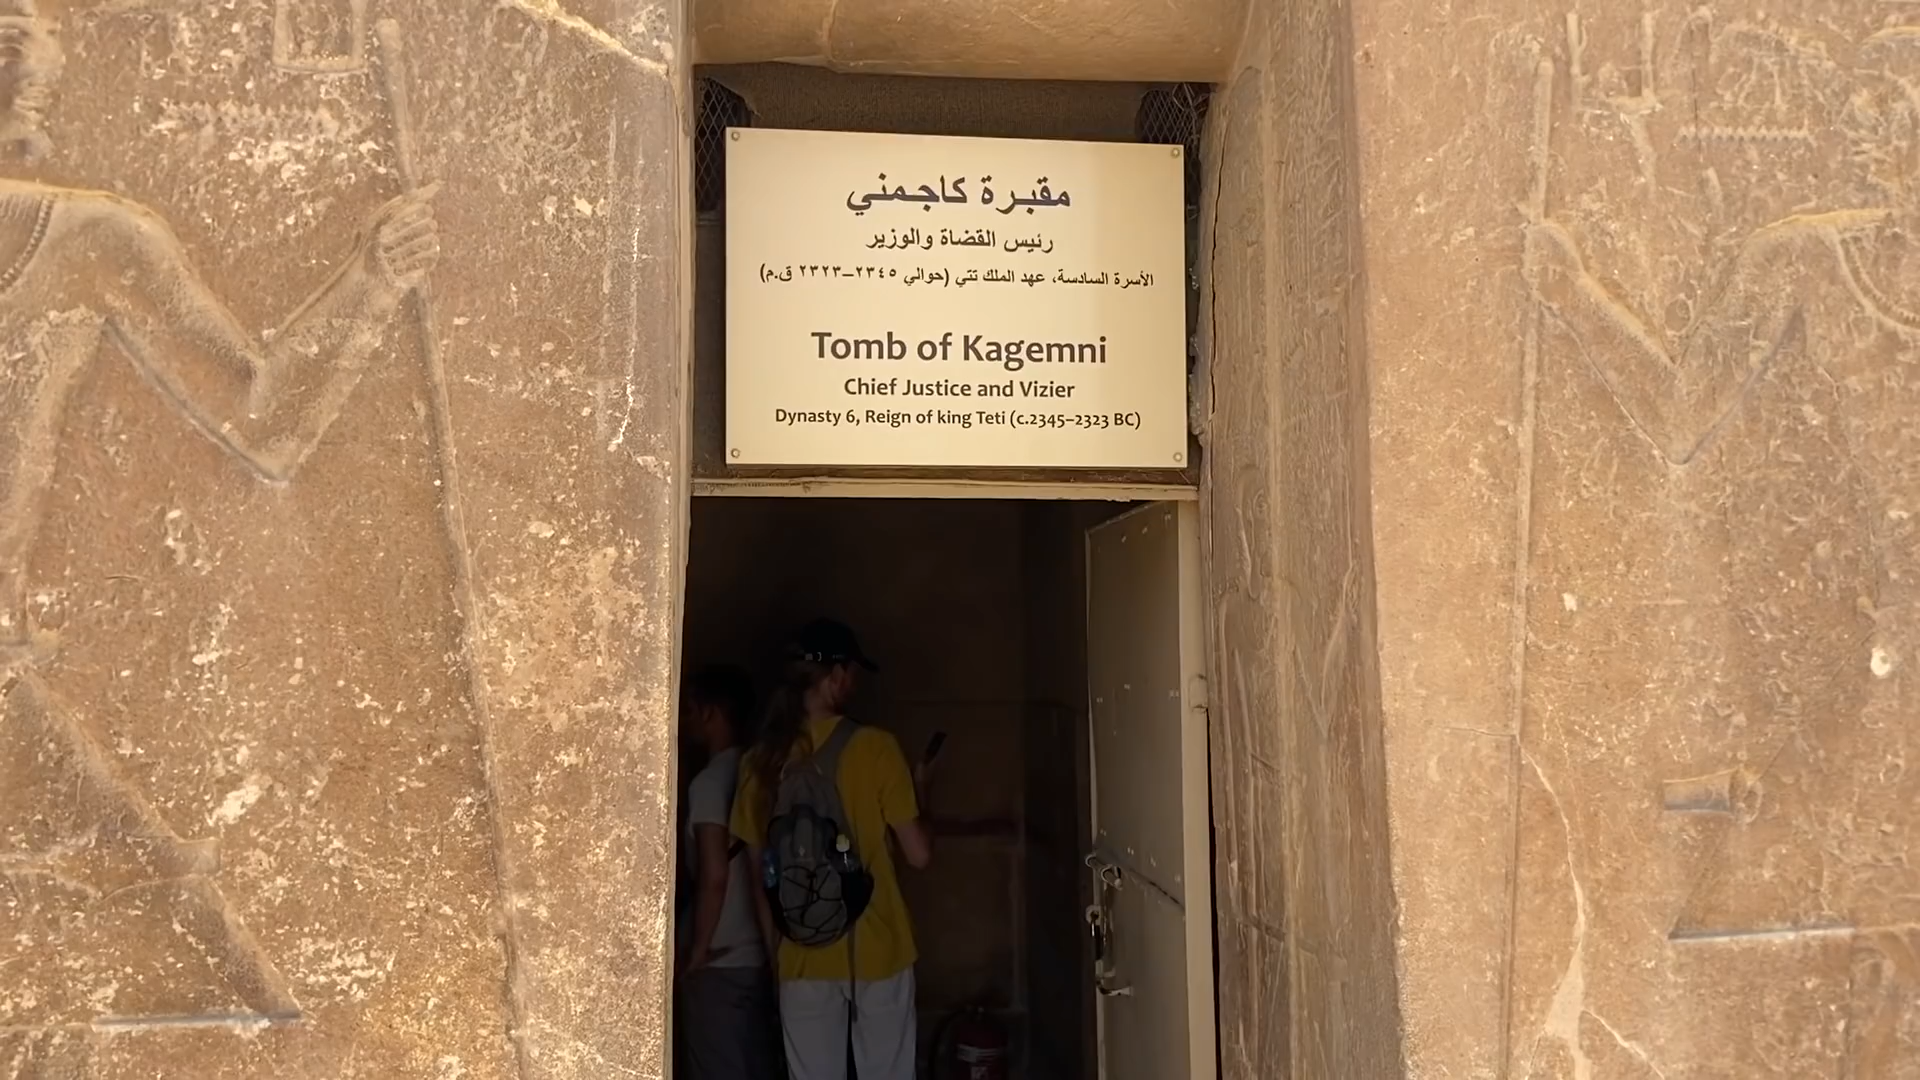 مقبرة كاجمني
رئيس القضاة والوزير
الأسرة السادسة، عهد الملك تتي (حوالي ٢٣٤٥–٢٣٢٣ ق.م)
Tomb of Kagemni
Chief Justice and Vizier
Dynasty 6, Reign of king Teti (c.2345–2323 BC)